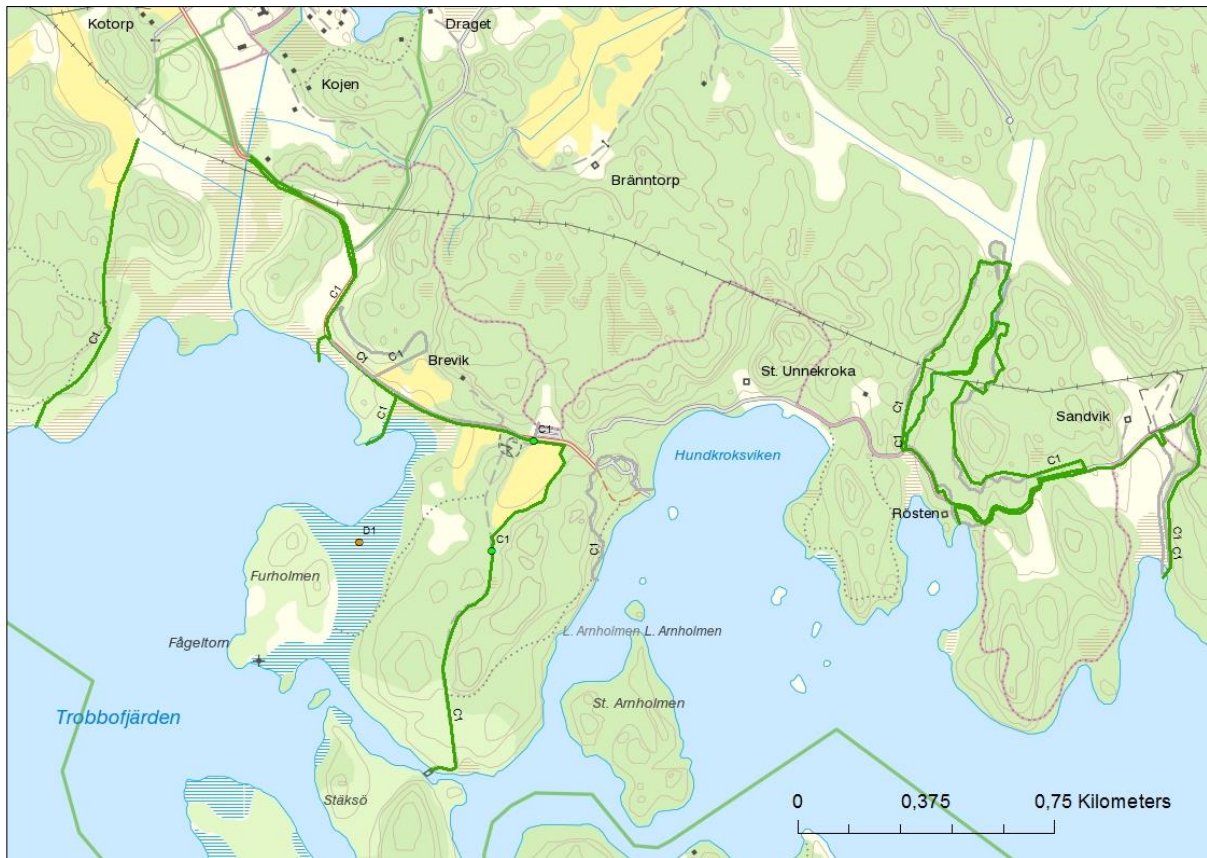 Kotorp
Draget
Kojen
Bränntorp
C1
C1
C1
Brevik
C1
C1
C1
St. Unnekroka
Sandvik
C1
C1
Hundkroksviken
Rösten
D1
C1
C1
C1
C1
Furholmen
L. Arnholmen L. Arnholmen
Fågeltorn
St. Arnholmen
Trobbofjärden
C1
Stäksö
0 0,375 0,75 Kilometers